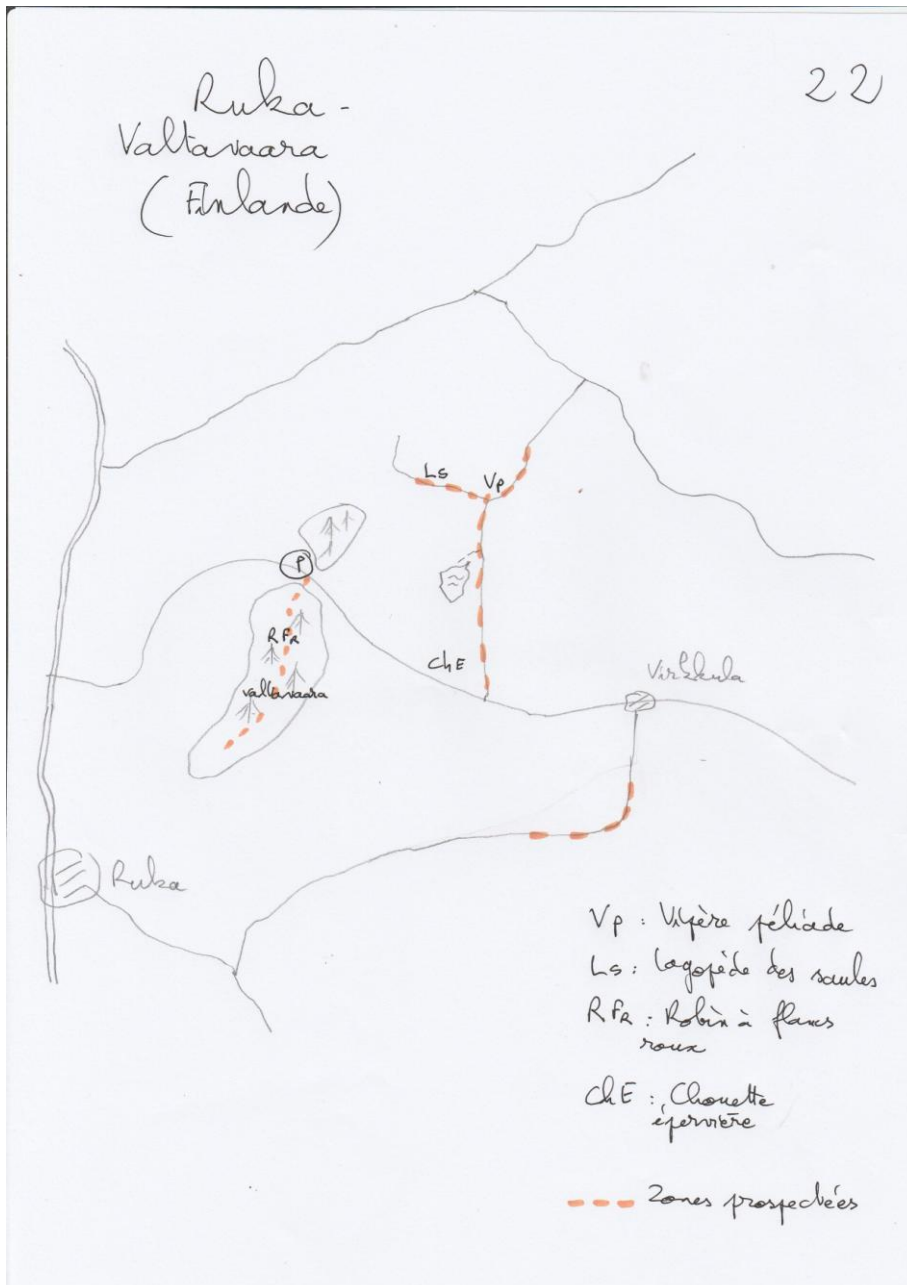 Ruka -
Valtavaara
(Finlande)
22
Ls
Vp
P
RFR
ChE
Valtavaara
Virkkula
Ruka
Vp : Vipère péliade
Ls : Lagopède des saules
RFR : Robin à flancs
roux
ChE : Chouette
épervière
Zones prospectées